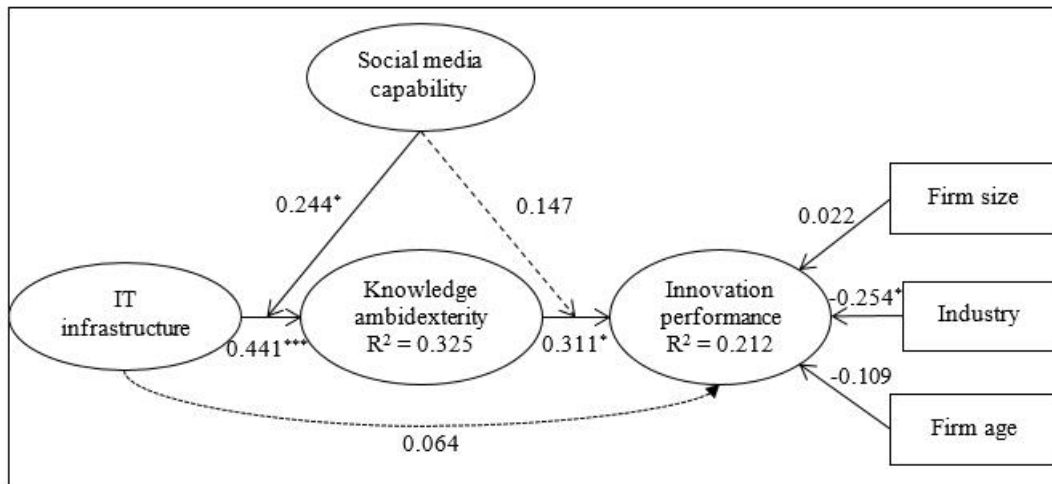 Social media
capability
0.244*
0.147
Firm size
0.022
IT
infrastructure
0.441***
Knowledge
ambidexterity
R² = 0.325
0.311*
Innovation
performance
R² = 0.212
-0.254*
Industry
-0.109
Firm age
0.064